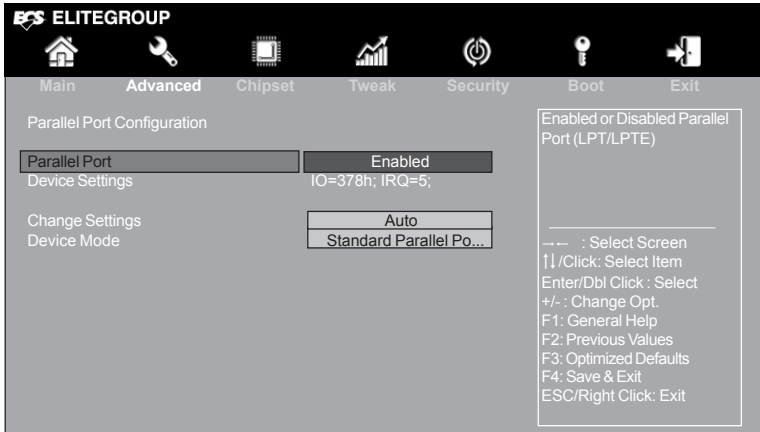 ECS ELITEGROUP
Main Advanced Chipset Tweak Security Boot Exit
Parallel Port Configuration
Parallel Port Enabled
Device Settings IO=378h; IRQ=5;
Change Settings Auto
Device Mode Standard Parallel Po...
Enabled or Disabled Parallel
Port (LPT/LPTE)
→← : Select Screen
↑↓/Click: Select Item
Enter/Dbl Click : Select
+/- : Change Opt.
F1: General Help
F2: Previous Values
F3: Optimized Defaults
F4: Save & Exit
ESC/Right Click: Exit